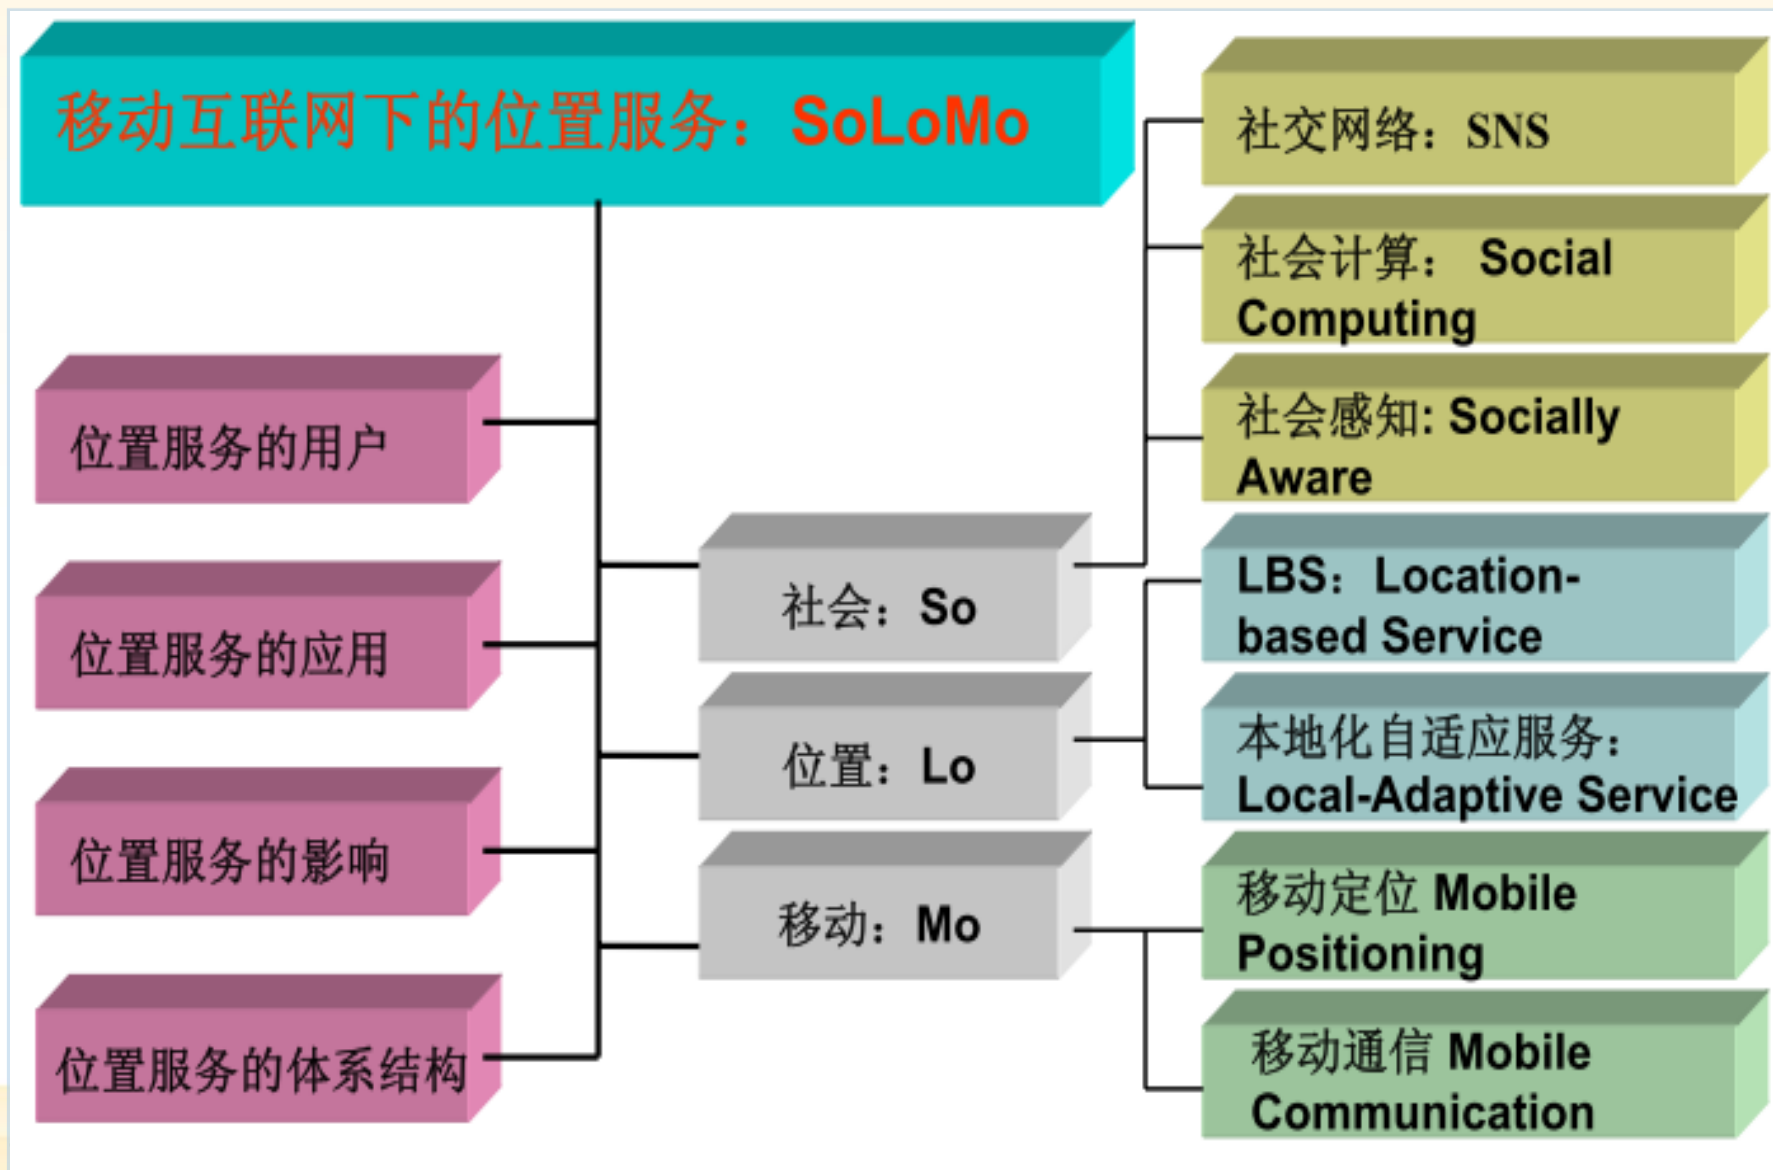 移动互联网下的位置服务：SoLoMo
位置服务的用户
位置服务的应用
位置服务的影响
位置服务的体系结构
社会：So
位置：Lo
移动：Mo
社交网络：SNS
社会计算： Social
Computing
社会感知: Socially
Aware
LBS：Location-
based Service
本地化自适应服务：
Local-Adaptive Service
移动定位 Mobile
Positioning
移动通信 Mobile
Communication